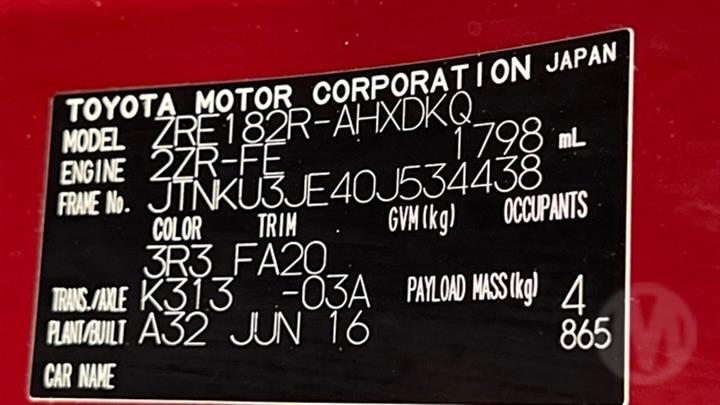 TOYOTA MOTOR CORPORATION JAPAN
MODEL ZRE182R-AHXDKQ
ENGINE 2ZR-FE 1798 mL
FRAME No. JTNKU3JE40J534438
COLOR TRIM GVM(kg) OCCUPANTS
3R3 FA20
TRANS./AXLE K313 -03A PAYLOAD MASS(kg) 4
PLANT/BUILT A32 JUN 16 865
CAR NAME
M